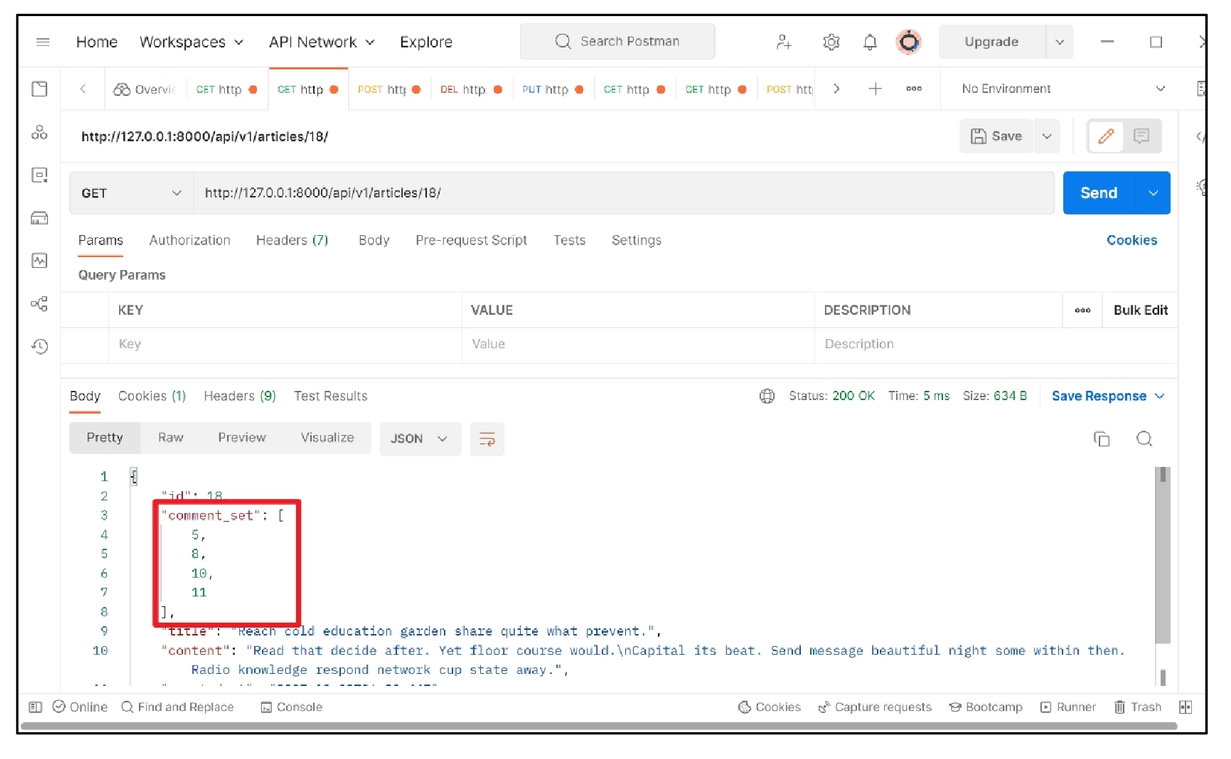 Home Workspaces API Network Explore Search Postman Upgrade
Overvie GET http GET http POST htt DEL http PUT http GET http GET http POST htt No Environment
http://127.0.0.1:8000/api/v1/articles/18/ Save
GET http://127.0.0.1:8000/api/v1/articles/18/ Send
Params Authorization Headers (7) Body Pre-request Script Tests Settings Cookies
Query Params
KEY VALUE DESCRIPTION Bulk Edit
Key Value Description
Body Cookies (1) Headers (9) Test Results Status: 200 OK Time: 5 ms Size: 634 B Save Response
Pretty Raw Preview Visualize JSON
1 {
2 "id": 18,
3 "comment_set": [
4 5,
5 8,
6 10,
7 11
8 ],
9 "title": "Reach cold education garden share quite what prevent.",
10 "content": "Read that decide after. Yet floor course would.\nCapital its beat. Send message beautiful night some within then.
Radio knowledge respond network cup state away.",
Online Find and Replace Console Cookies Capture requests Bootcamp Runner Trash